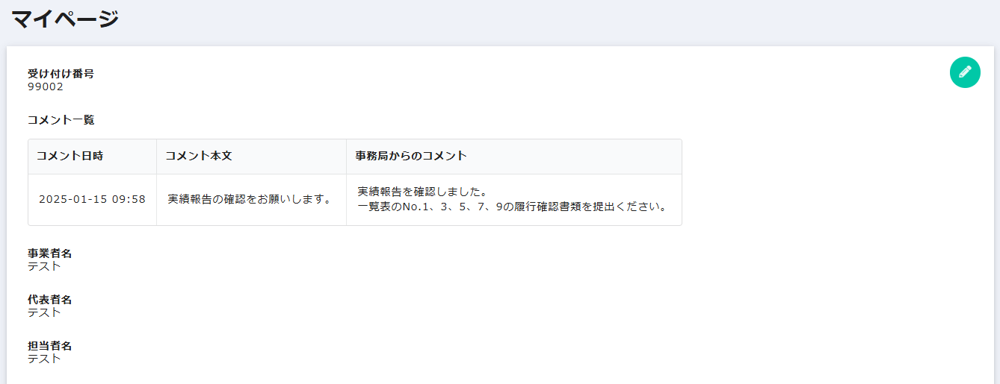 マイページ
受け付け番号
99002
コメント一覧
コメント日時 コメント本文 事務局からのコメント
2025-01-15 09:58 実績報告の確認をお願いします。 実績報告を確認しました。
一覧表のNo.1、3、5、7、9の履行確認書類を提出ください。
事業者名
テスト
代表者名
テスト
担当者名
テスト